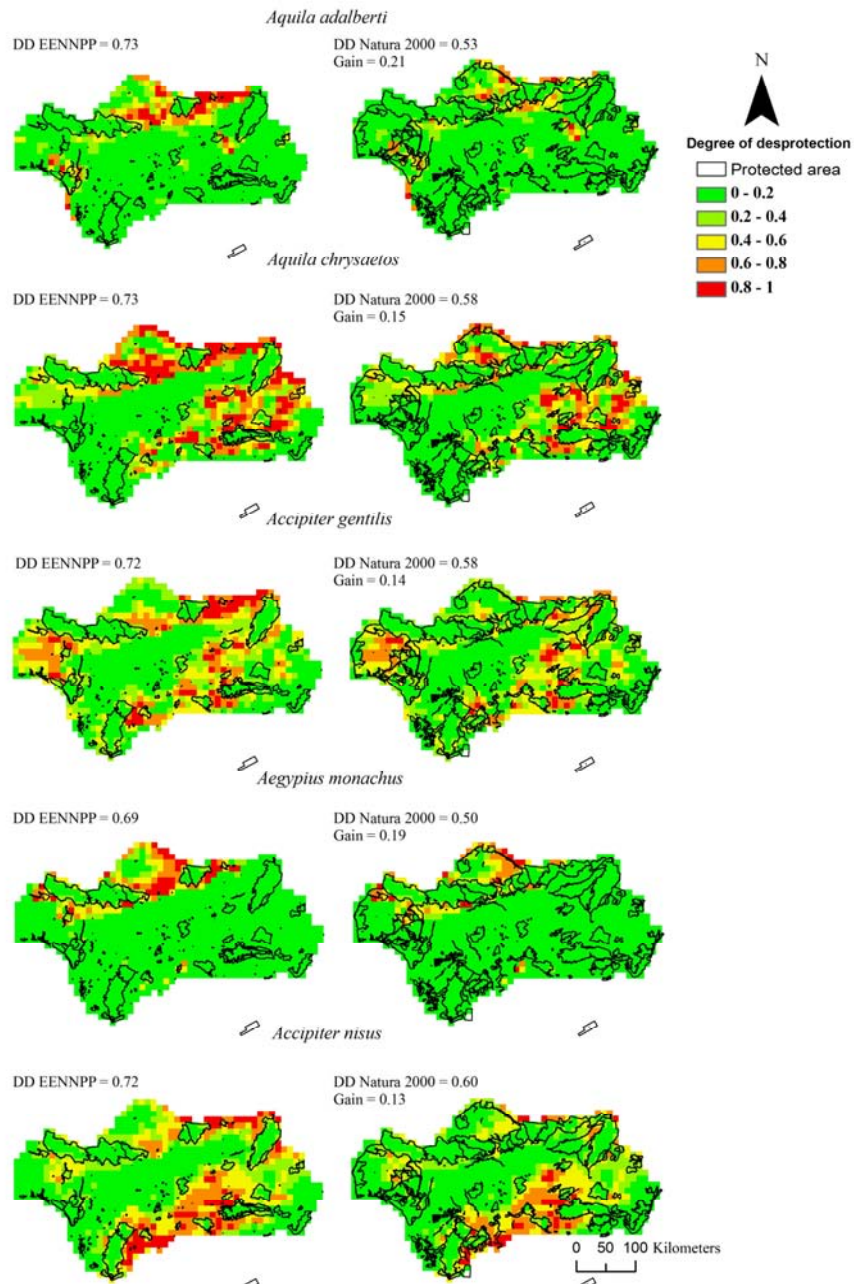 Aquila adalberti
DD EENNPP = 0.73
DD Natura 2000 = 0.53
Gain = 0.21
N
Degree of desprotection
Protected area
0 - 0.2
0.2 - 0.4
0.4 - 0.6
0.6 - 0.8
0.8 - 1
Aquila chrysaetos
DD EENNPP = 0.73
DD Natura 2000 = 0.58
Gain = 0.15
Accipiter gentilis
DD EENNPP = 0.72
DD Natura 2000 = 0.58
Gain = 0.14
Aegypius monachus
DD EENNPP = 0.69
DD Natura 2000 = 0.50
Gain = 0.19
Accipiter nisus
DD EENNPP = 0.72
DD Natura 2000 = 0.60
Gain = 0.13
0 50 100 Kilometers